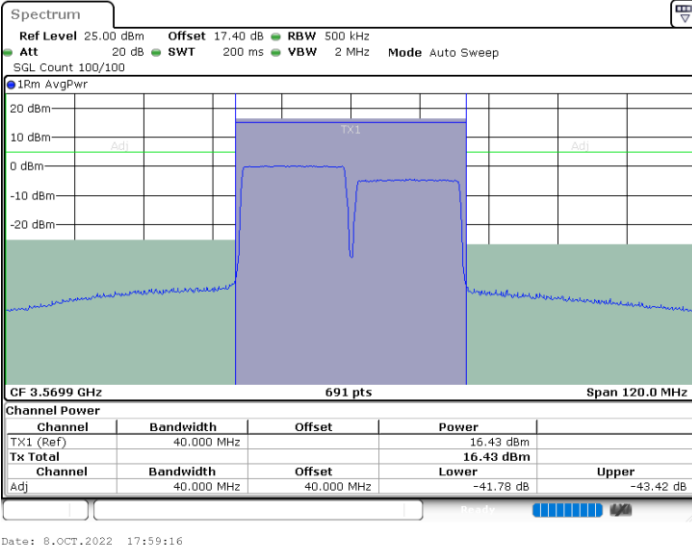 Spectrum
Ref Level 25.00 dBm Offset 17.40 dB RBW 500 kHz
Att 20 dB SWT 200 ms VBW 2 MHz Mode Auto Sweep
SGL Count 100/100
1Rm AvgPwr
20 dBm
TX1
10 dBm
Adj Adj
0 dBm
-10 dBm
-20 dBm
CF 3.5699 GHz 691 pts Span 120.0 MHz
Channel Power
Channel Bandwidth Offset Power
TX1 (Ref) 40.000 MHz 16.43 dBm
Tx Total 16.43 dBm
Channel Bandwidth Offset Lower Upper
Adj 40.000 MHz 40.000 MHz -41.78 dB -43.42 dB
Ready
Date: 8.OCT.2022 17:59:16